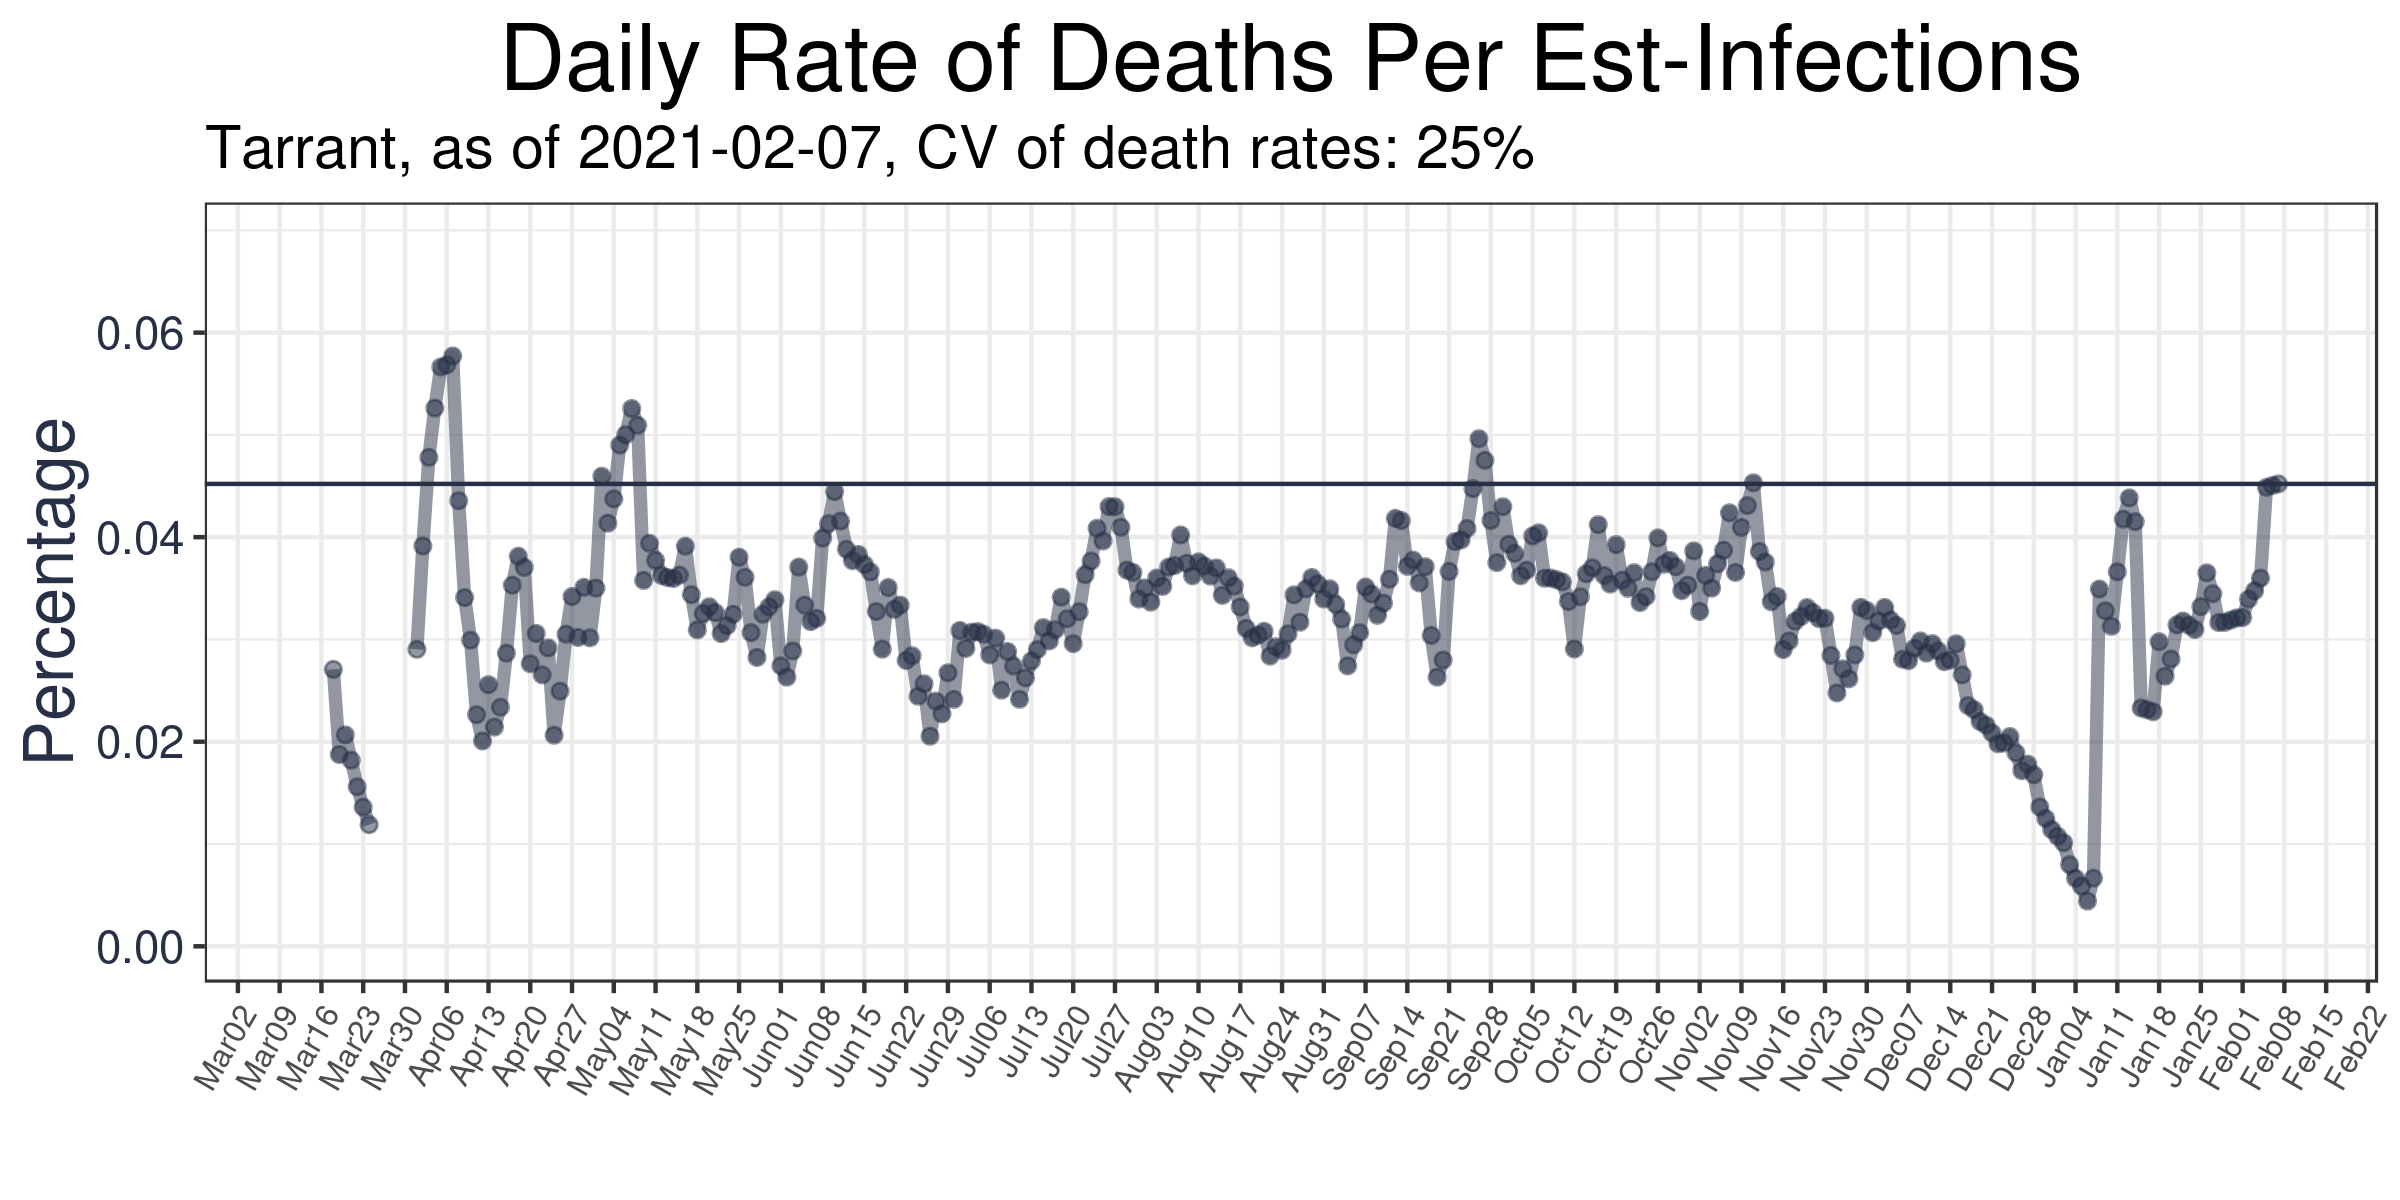 Daily Rate of Deaths Per Est-Infections
Tarrant, as of 2021-02-07, CV of death rates: 25%
Percentage
0.06
0.04
0.02
0.00
Mar02 Mar09 Mar16 Mar23 Mar30 Apr06 Apr13 Apr20 Apr27 May04 May11 May18 May25 Jun01 Jun08 Jun15 Jun22 Jun29 Jul06 Jul13 Jul20 Jul27 Aug03 Aug10 Aug17 Aug24 Aug31 Sep07 Sep14 Sep21 Sep28 Oct05 Oct12 Oct19 Oct26 Nov02 Nov09 Nov16 Nov23 Nov30 Dec07 Dec14 Dec21 Dec28 Jan04 Jan11 Jan18 Jan25 Feb01 Feb08 Feb15 Feb22